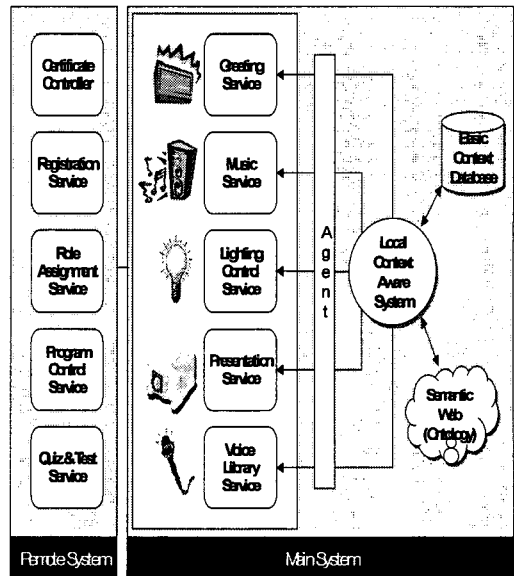 Certificate
Controller
Registration
Service
Role
Assignment
Service
Program
Control
Service
Quiz & Test
Service
Remote System
Greeting
Service
Music
Service
Lighting
Control
Service
Presentation
Service
Voice
Library
Service
Agent
Local
Context
Aware
System
Basic
Context
Database
Semantic
Web
(Ontology)
Main System